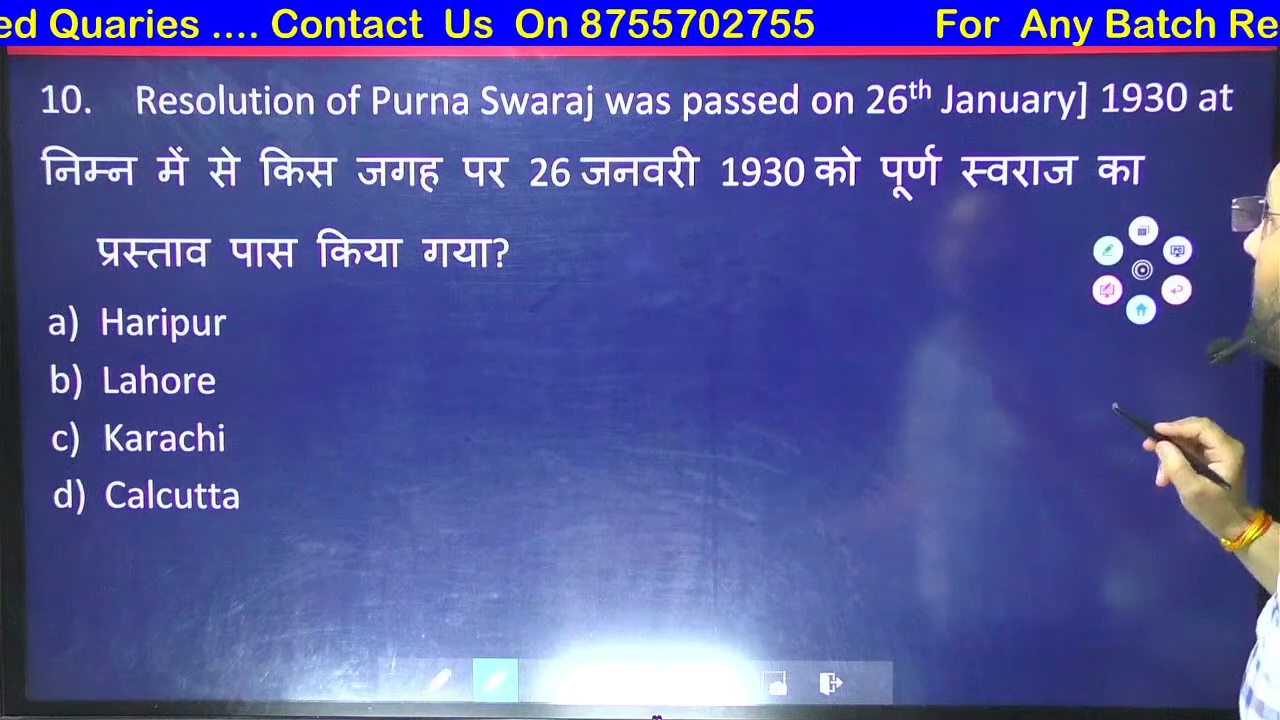 ed Quaries .... Contact Us On 8755702755 For Any Batch Re
10. Resolution of Purna Swaraj was passed on 26th January] 1930 at
निम्न में से किस जगह पर 26 जनवरी 1930 को पूर्ण स्वराज का
प्रस्ताव पास किया गया?
a) Haripur
b) Lahore
c) Karachi
d) Calcutta